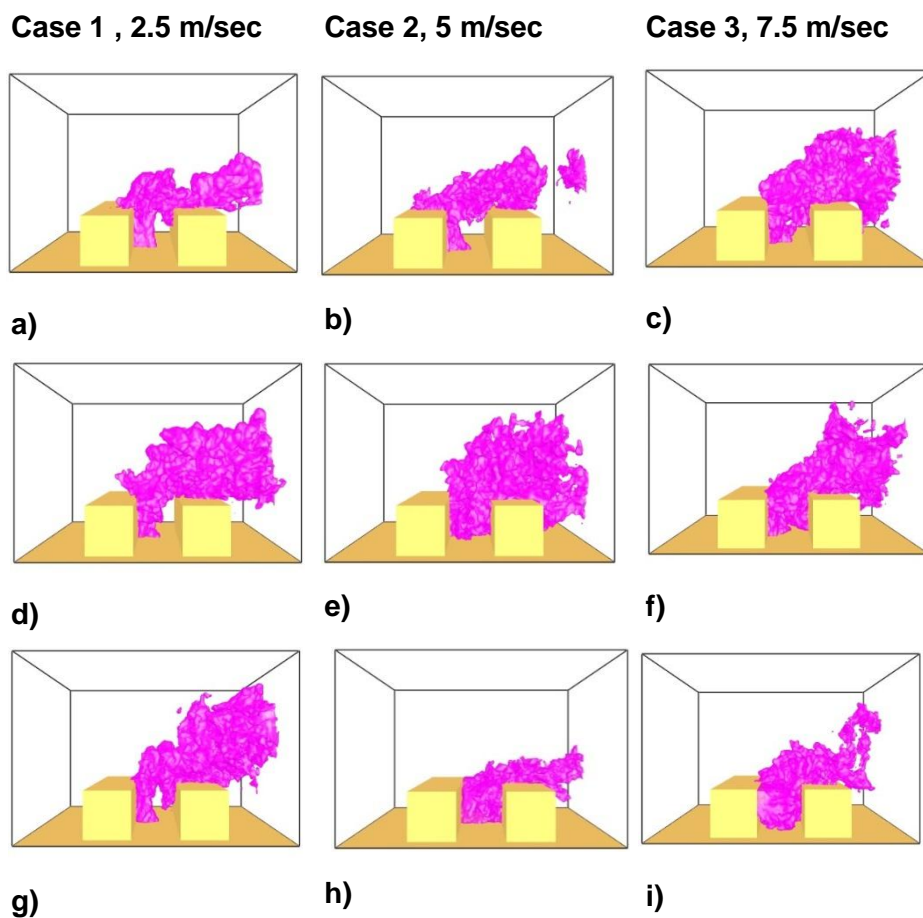 Case 1 , 2.5 m/sec Case 2, 5 m/sec Case 3, 7.5 m/sec
a) b) c)
d) e) f)
g) h) i)